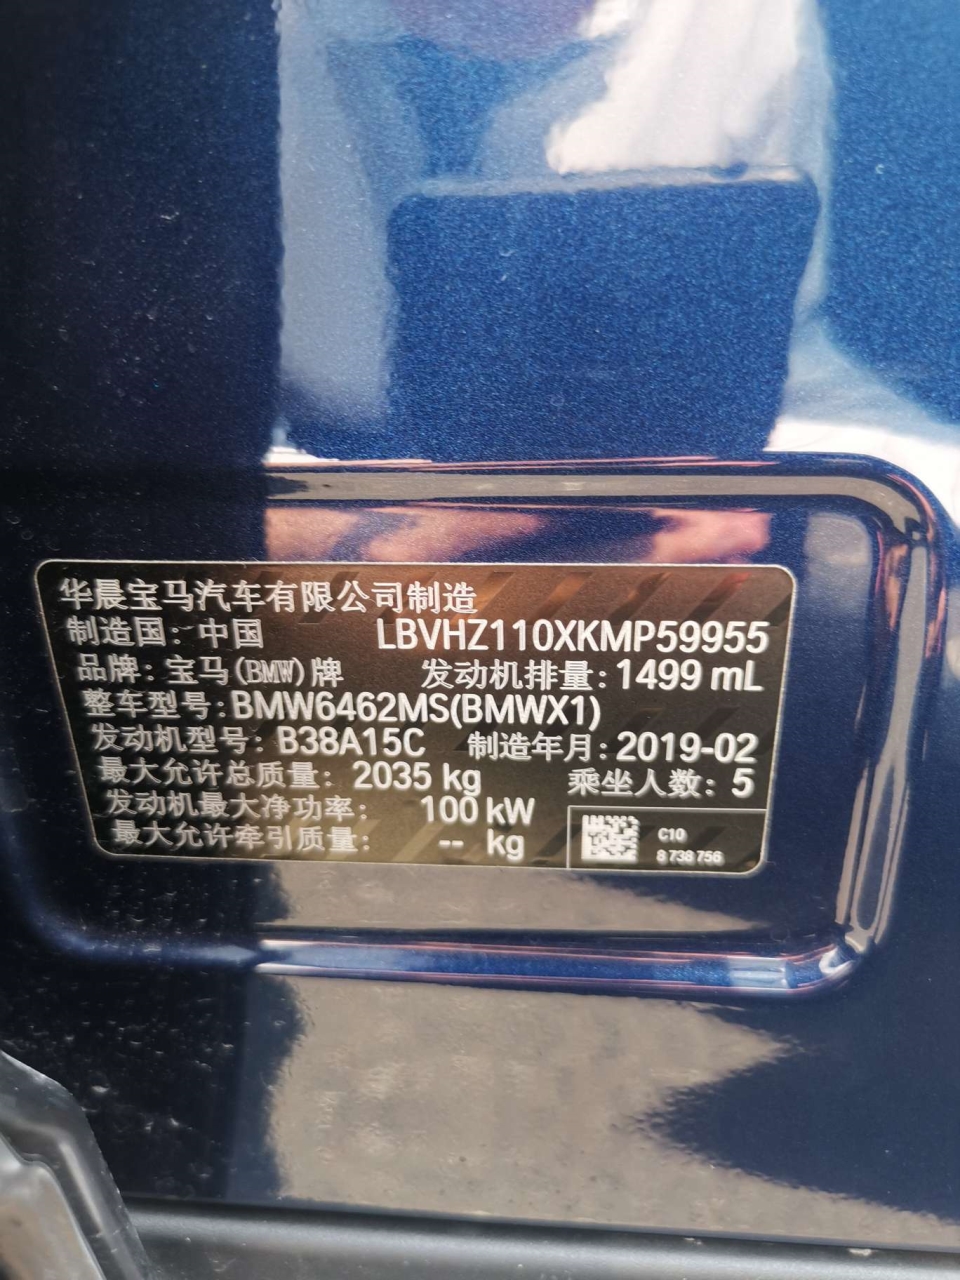 华晨宝马汽车有限公司制造
制造国：中国 LBVHZ110XKMP59955
品牌：宝马(BMW)牌 发动机排量：1499 mL
整车型号：BMW6462MS(BMWX1)
发动机型号：B38A15C 制造年月：2019-02
最大允许总质量：2035 kg 乘坐人数：5
发动机最大净功率：100 kW
最大允许牵引质量：-- kg
C10
8 738 756